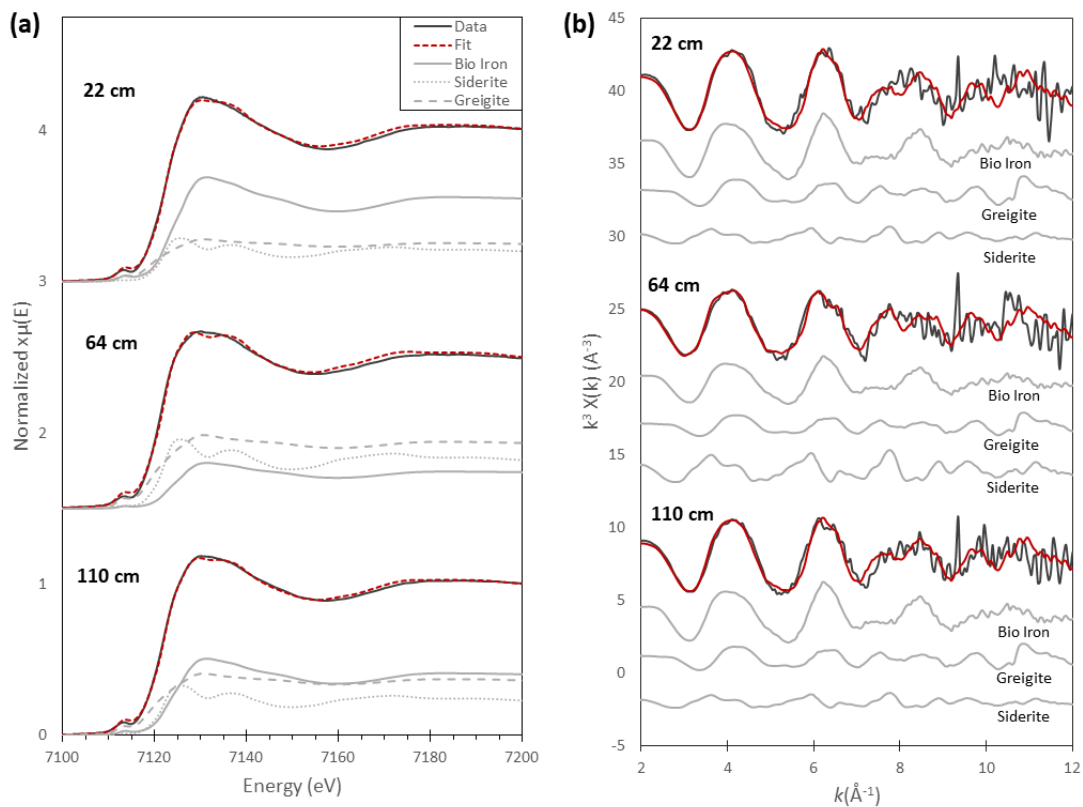 (a)
Data
Fit
Bio Iron
Siderite
Greigite
22 cm
64 cm
110 cm
4
3
2
1
0
Normalized xμ(E)
7100
7120
7140
7160
7180
7200
Energy (eV)
(b)
45
40
35
30
25
20
15
10
5
0
-5
k³ X(k) (A⁻³)
22 cm
Bio Iron
Greigite
Siderite
64 cm
Bio Iron
Greigite
Siderite
110 cm
Bio Iron
Greigite
Siderite
2
4
6
8
10
12
k(Å⁻¹)